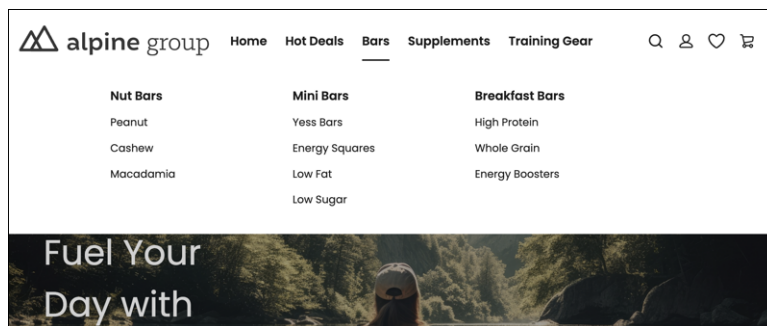 alpine group
Home Hot Deals Bars Supplements Training Gear
Nut Bars
Peanut
Cashew
Macadamia
Mini Bars
Yess Bars
Energy Squares
Low Fat
Low Sugar
Breakfast Bars
High Protein
Whole Grain
Energy Boosters
Fuel Your
Day with